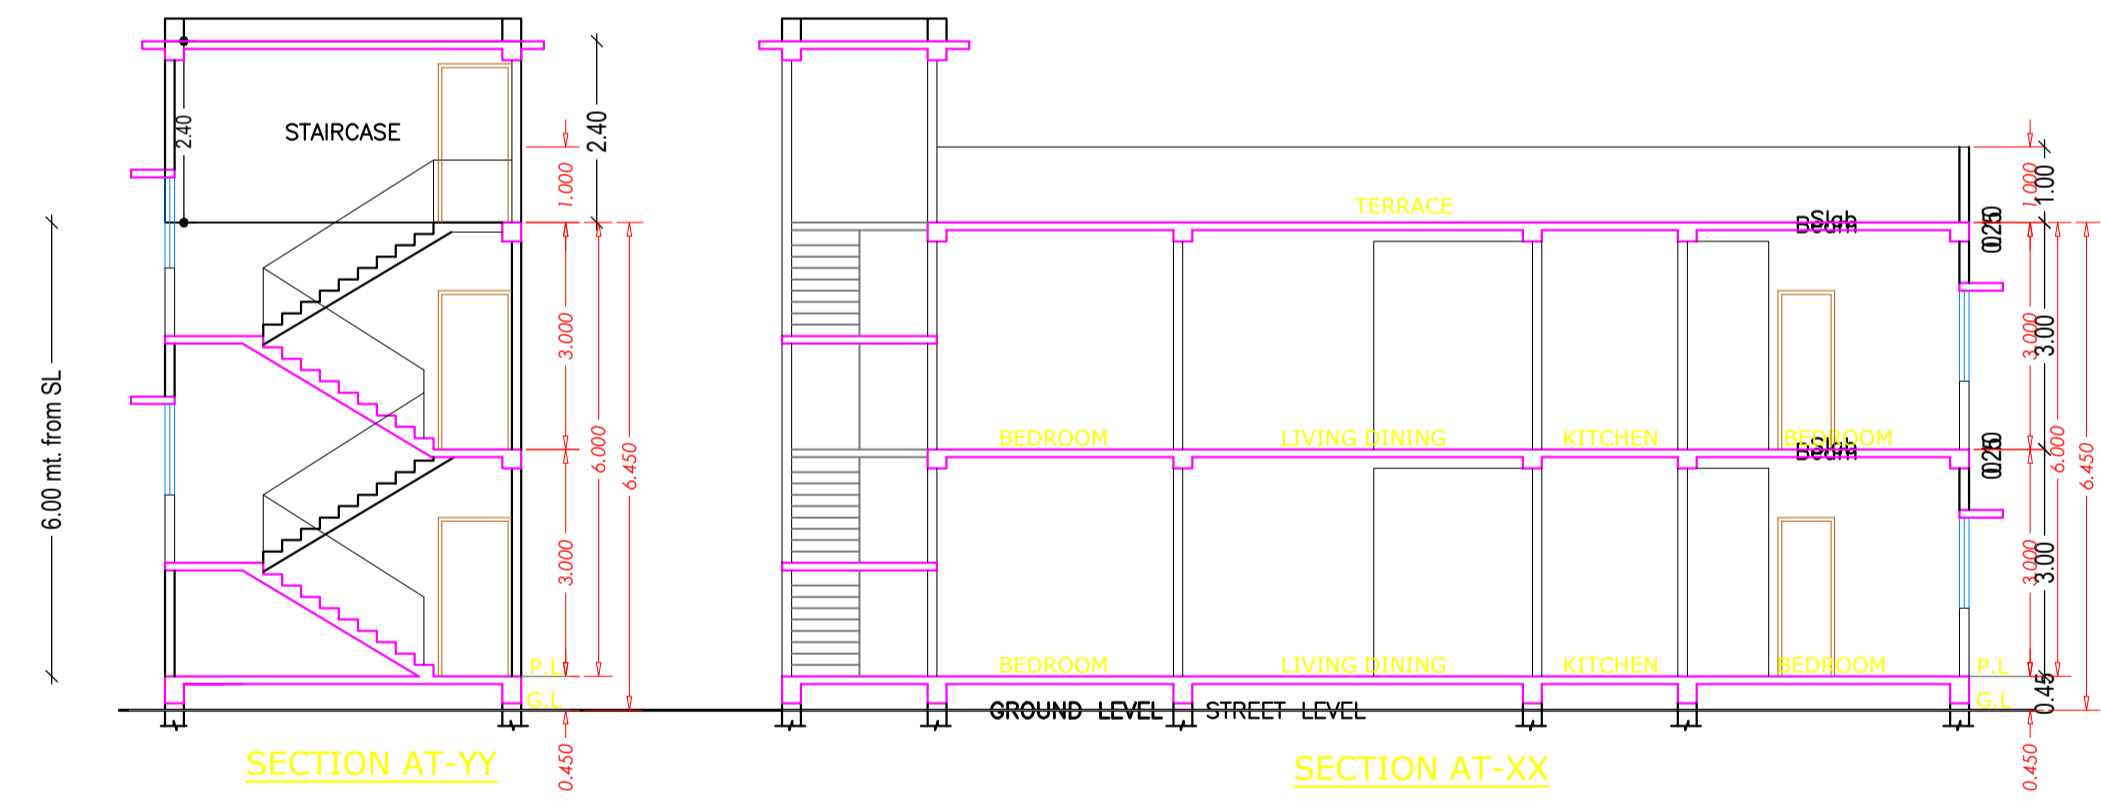 STAIRCASE
2.40
2.40
1.000
6.00 mt. from SL
3.000
3.000
6.000
6.450
P.L
G.L
0.450
SECTION AT-YY
TERRACE
1.000
1.00
BEDROOM LIVING DINING KITCHEN BEDROOM
3.000
3.00
6.000
6.450
BEDROOM LIVING DINING KITCHEN BEDROOM
3.000
3.00
P.L
G.L
0.45
GROUND LEVEL STREET LEVEL
0.450
SECTION AT-XX